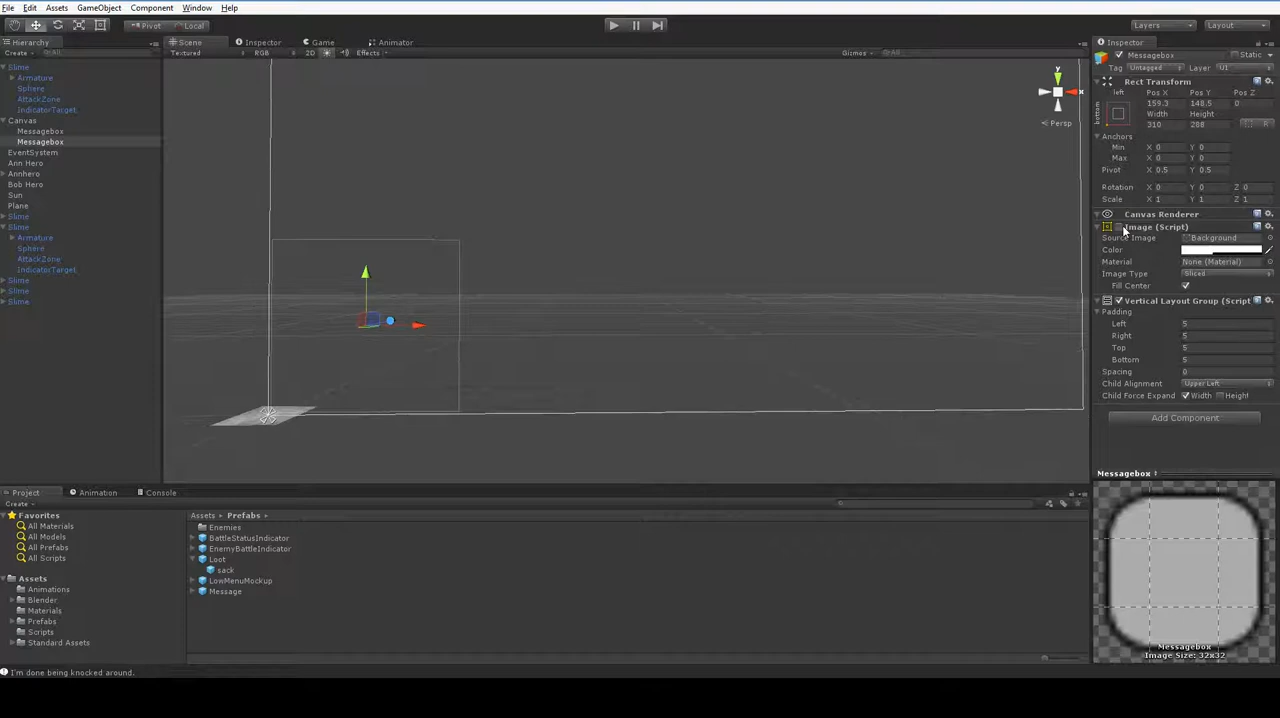 File Edit Assets GameObject Component Window Help
Pivot Local Layers Layout
Hierarchy Scene Inspector Game Animator Inspector
Create All Textured RGB 2D Effects Gizmos All
Messagebox Static
Tag Untagged Layer UI
Slime
Armature
Sphere
AttackZone
IndicatorTarget
Canvas
Messagebox
Messagebox
EventSystem
Ann Hero
Annhero
Bob Hero
Sun
Plane
Slime
Slime
Armature
Sphere
AttackZone
IndicatorTarget
Slime
Slime
Slime
y
x
Persp
Rect Transform
left Pos X Pos Y Pos Z
bottom 159.3 148.5 0
Width Height
310 288 R
Anchors
Min X 0 Y 0
Max X 0 Y 0
Pivot X 0.5 Y 0.5
Rotation X 0 Y 0 Z 0
Scale X 1 Y 1 Z 1
Canvas Renderer
Image (Script)
Source Image Background
Color
Material None (Material)
Image Type Sliced
Fill Center
Vertical Layout Group (Script
Padding
Left 5
Right 5
Top 5
Bottom 5
Spacing 0
Child Alignment Upper Left
Child Force Expand Width Height
Add Component
Messagebox
Project Animation Console
Create
Favorites
All Materials
All Models
All Prefabs
All Scripts
Assets
Animations
Blender
Materials
Prefabs
Scripts
Standard Assets
Assets Prefabs
Enemies
BattleStatusIndicator
EnemyBattleIndicator
Loot
sack
LowMenuMockup
Message
Messagebox
Image Size: 32x32
I'm done being knocked around.